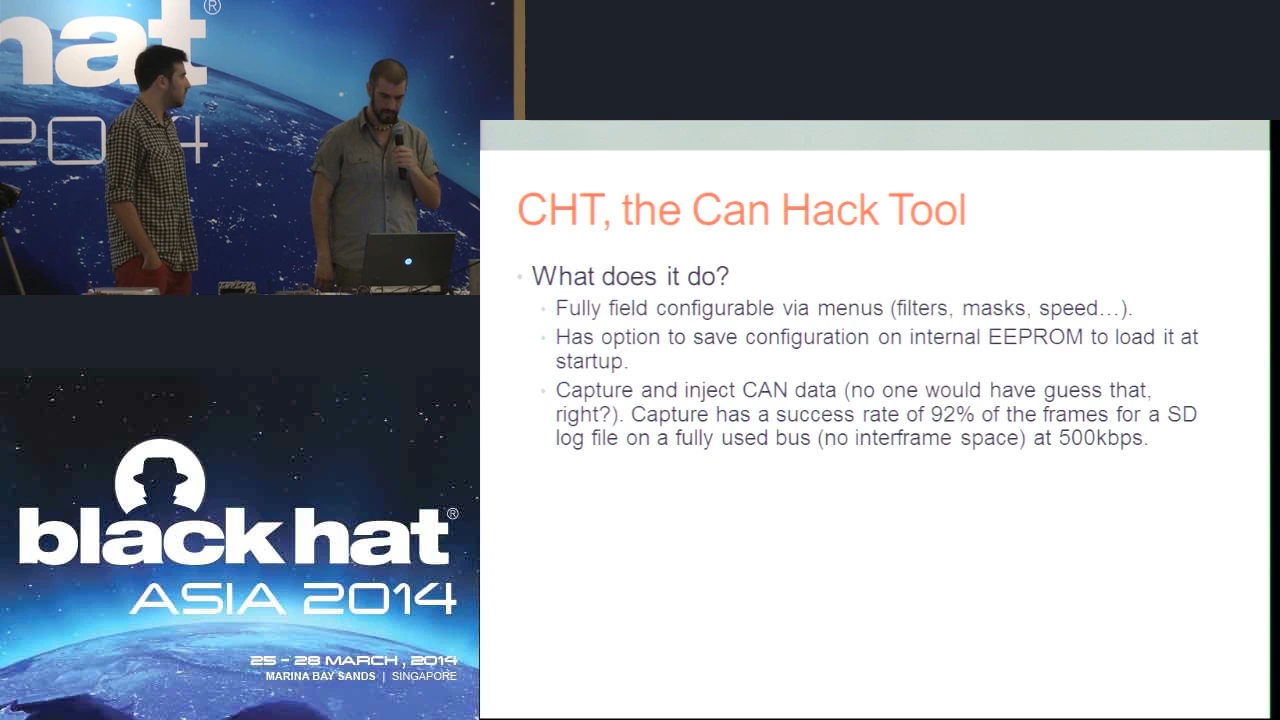 hat®
2014
CHT, the Can Hack Tool
• What does it do?
• Fully field configurable via menus (filters, masks, speed…).
• Has option to save configuration on internal EEPROM to load it at
startup.
• Capture and inject CAN data (no one would have guess that,
right?). Capture has a success rate of 92% of the frames for a SD
log file on a fully used bus (no interframe space) at 500kbps.
black hat®
ASIA 2014
25 - 28 MARCH, 2014
MARINA BAY SANDS | SINGAPORE